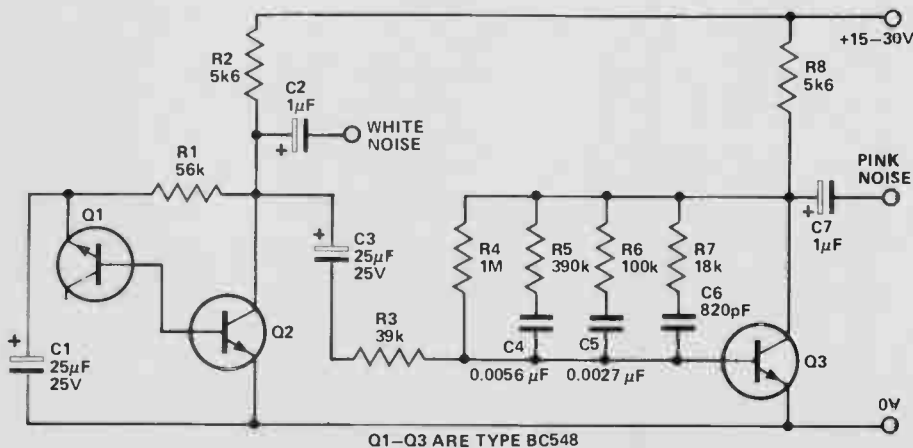 +15–30V
R2
5k6
R8
5k6
C2
1µF
+
WHITE
NOISE
R1
56k
PINK
NOISE
+
Q1
C3
25µF
25V
+
R4
1M
R5
390k
R6
100k
R7
18k
+
C7
1µF
C6
820pF
Q2
R3
39k
C4
0.0056 µF
C5
0.0027 µF
Q3
+
C1
25µF
25V
0V
Q1–Q3 ARE TYPE BC548